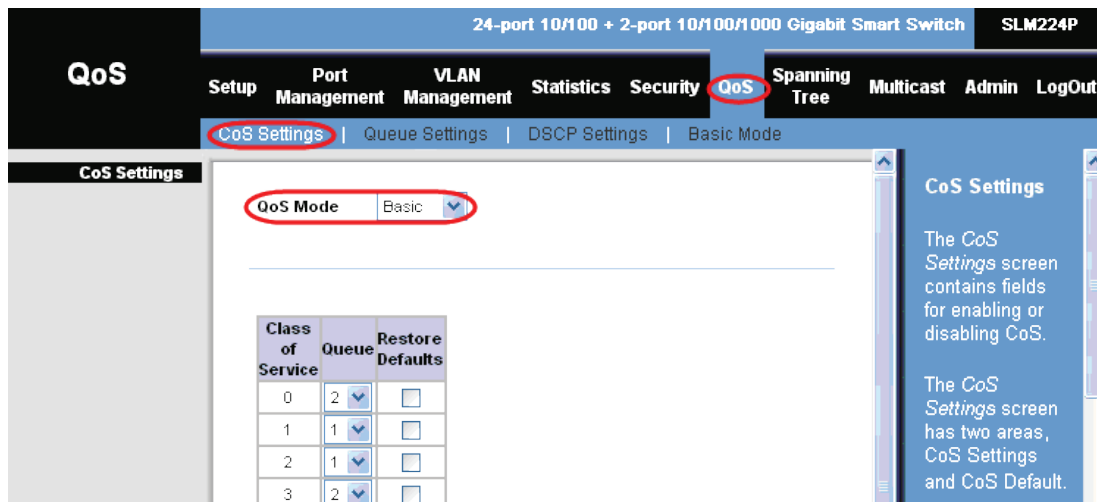 24-port 10/100 + 2-port 10/100/1000 Gigabit Smart Switch SLM224P
QoS
Setup Port Management VLAN Management Statistics Security QoS Spanning Tree Multicast Admin LogOut
CoS Settings | Queue Settings | DSCP Settings | Basic Mode
CoS Settings
QoS Mode Basic
Class of Service Queue Restore Defaults
0 2
1 1
2 1
3 2
CoS Settings
The CoS
Settings screen
contains fields
for enabling or
disabling CoS.
The CoS
Settings screen
has two areas,
CoS Settings
and CoS Default.